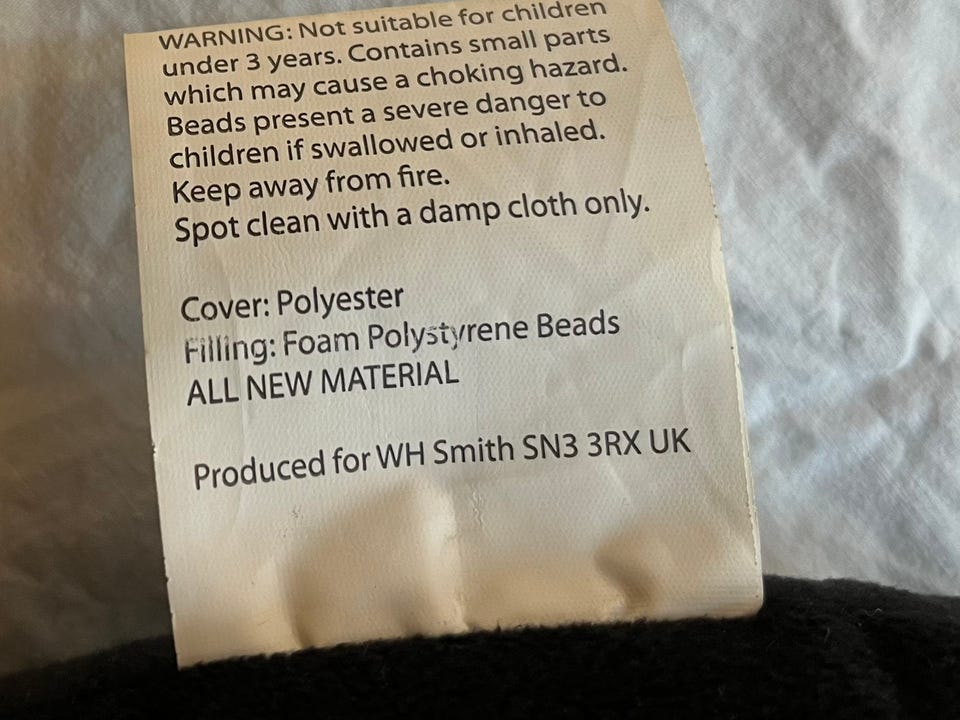 WARNING: Not suitable for children
under 3 years. Contains small parts
which may cause a choking hazard.
Beads present a severe danger to
children if swallowed or inhaled.
Keep away from fire.
Spot clean with a damp cloth only.
Cover: Polyester
Filling: Foam Polystyrene Beads
ALL NEW MATERIAL
Produced for WH Smith SN3 3RX UK